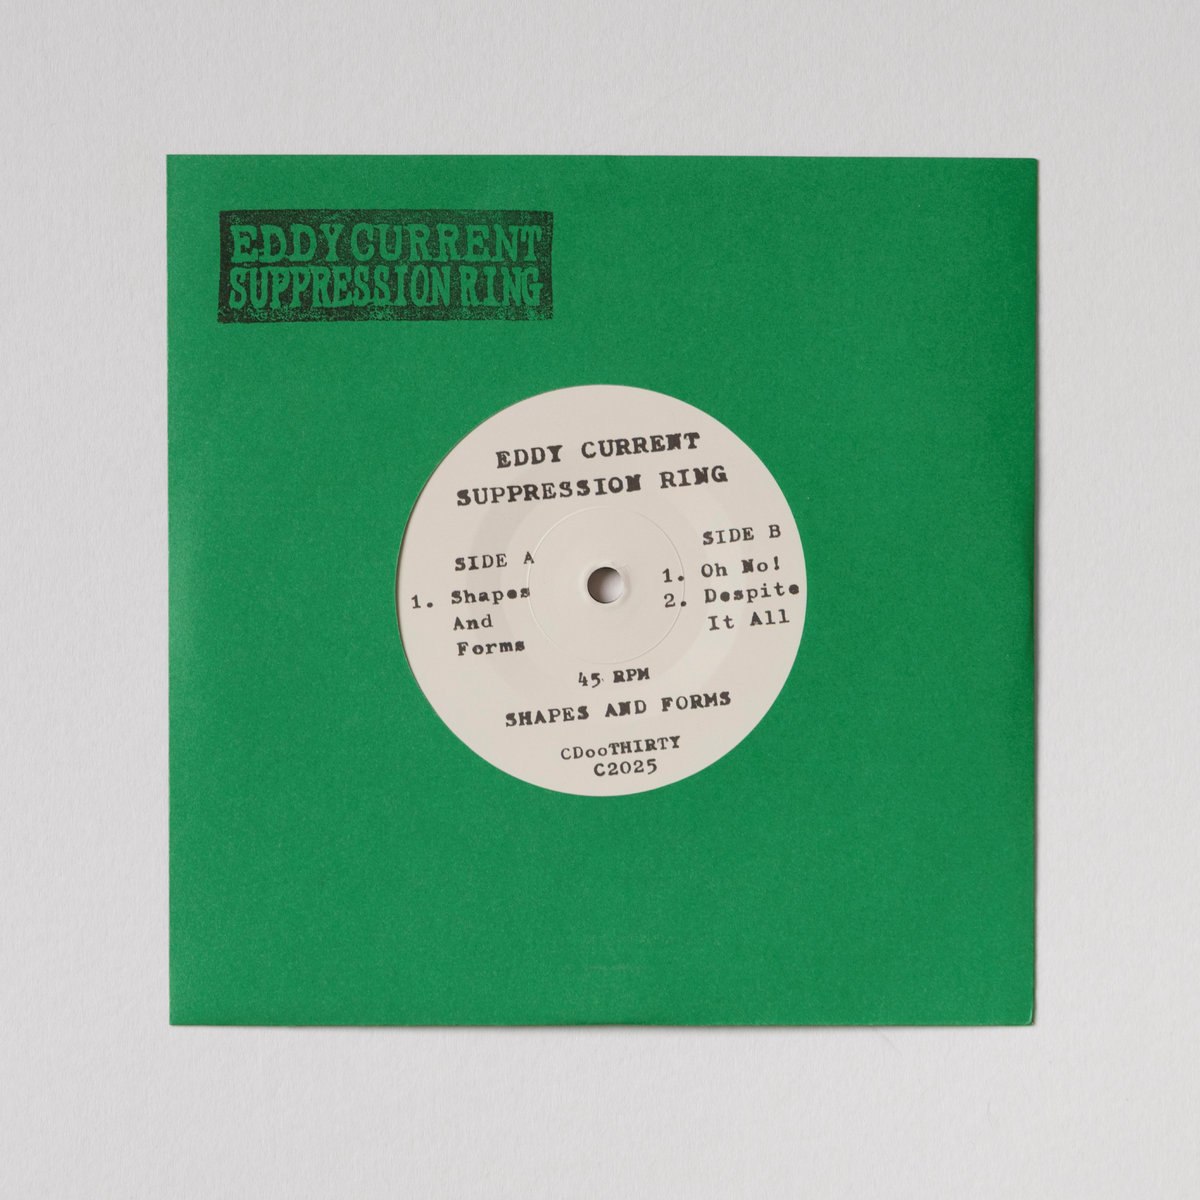 EDDY CURRENT
SUPPRESSION RING
EDDY CURRENT
SUPPRESSION RING
SIDE A
1. Shapes
And
Forms
SIDE B
1. Oh No!
2. Despite
It All
45 RPM
SHAPES AND FORMS
CDooTHIRTY
C2025